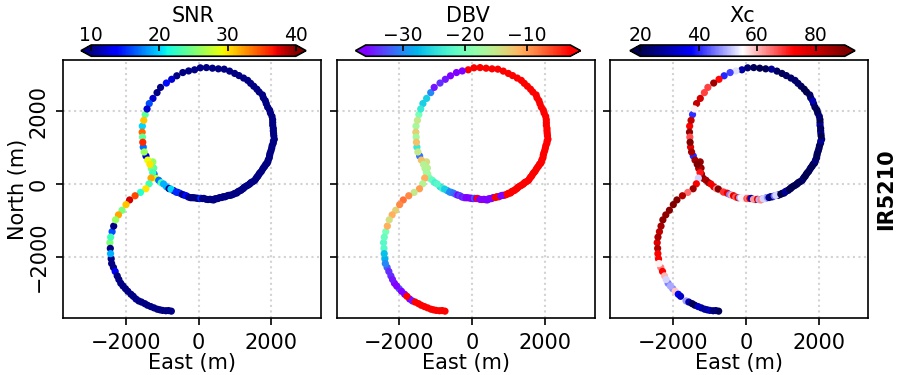 SNR DBV Xc
10 20 30 40 −30 −20 −10 20 40 60 80
2000
0
−2000
North (m)
IR5210
−2000 0 2000 −2000 0 2000 −2000 0 2000
East (m) East (m) East (m)